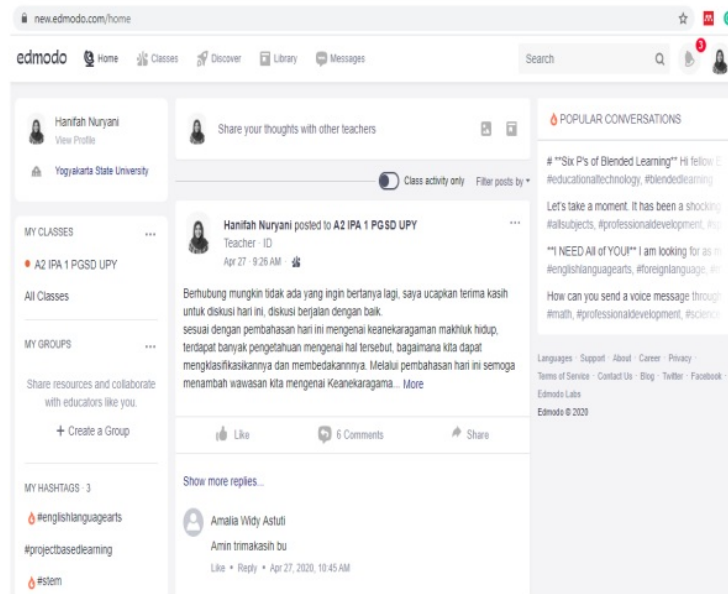 new.edmodo.com/home
edmodo Home Classes Discover Library Messages Search 3
Hanifah Nuryani
View Profile
Yogyakarta State University
MY CLASSES
A2 IPA 1 PGSD UPY
All Classes
MY GROUPS
Share resources and collaborate
with educators like you.
+ Create a Group
MY HASHTAGS · 3
#englishlanguagearts
#projectbasedlearning
#stem
Share your thoughts with other teachers
Class activity only Filter posts by
Hanifah Nuryani posted to A2 IPA 1 PGSD UPY
Teacher · ID
Apr 27 · 9:26 AM ·
Berhubung mungkin tidak ada yang ingin bertanya lagi, saya ucapkan terima kasih
untuk diskusi hari ini, diskusi berjalan dengan baik.
sesuai dengan pembahasan hari ini mengenai keanekaragaman makhluk hidup,
terdapat banyak pengetahuan mengenai hal tersebut, bagaimana kita dapat
mengklasifikasikannya dan membedakannnya. Melalui pembahasan hari ini semoga
menambah wawasan kita mengenai Keanekaragama... More
Like 6 Comments Share
Show more replies...
Amalia Widy Astuti
Amin trimakasih bu
Like • Reply • Apr 27, 2020, 10:45 AM
POPULAR CONVERSATIONS
# **Six P's of Blended Learning** Hi fellow E
#educationaltechnology, #blendedlearning
Let's take a moment. It has been a shocking
#allsubjects, #professionaldevelopment,
**I NEED All of YOU!** I am looking for as m
#englishlanguagearts, #foreignlanguage,
How can you send a voice message through
#math, #professionaldevelopment, #science
Languages · Support · About · Career · Privacy ·
Terms of Service · Contact Us · Blog · Twitter · Facebook ·
Edmodo Labs
Edmodo © 2020